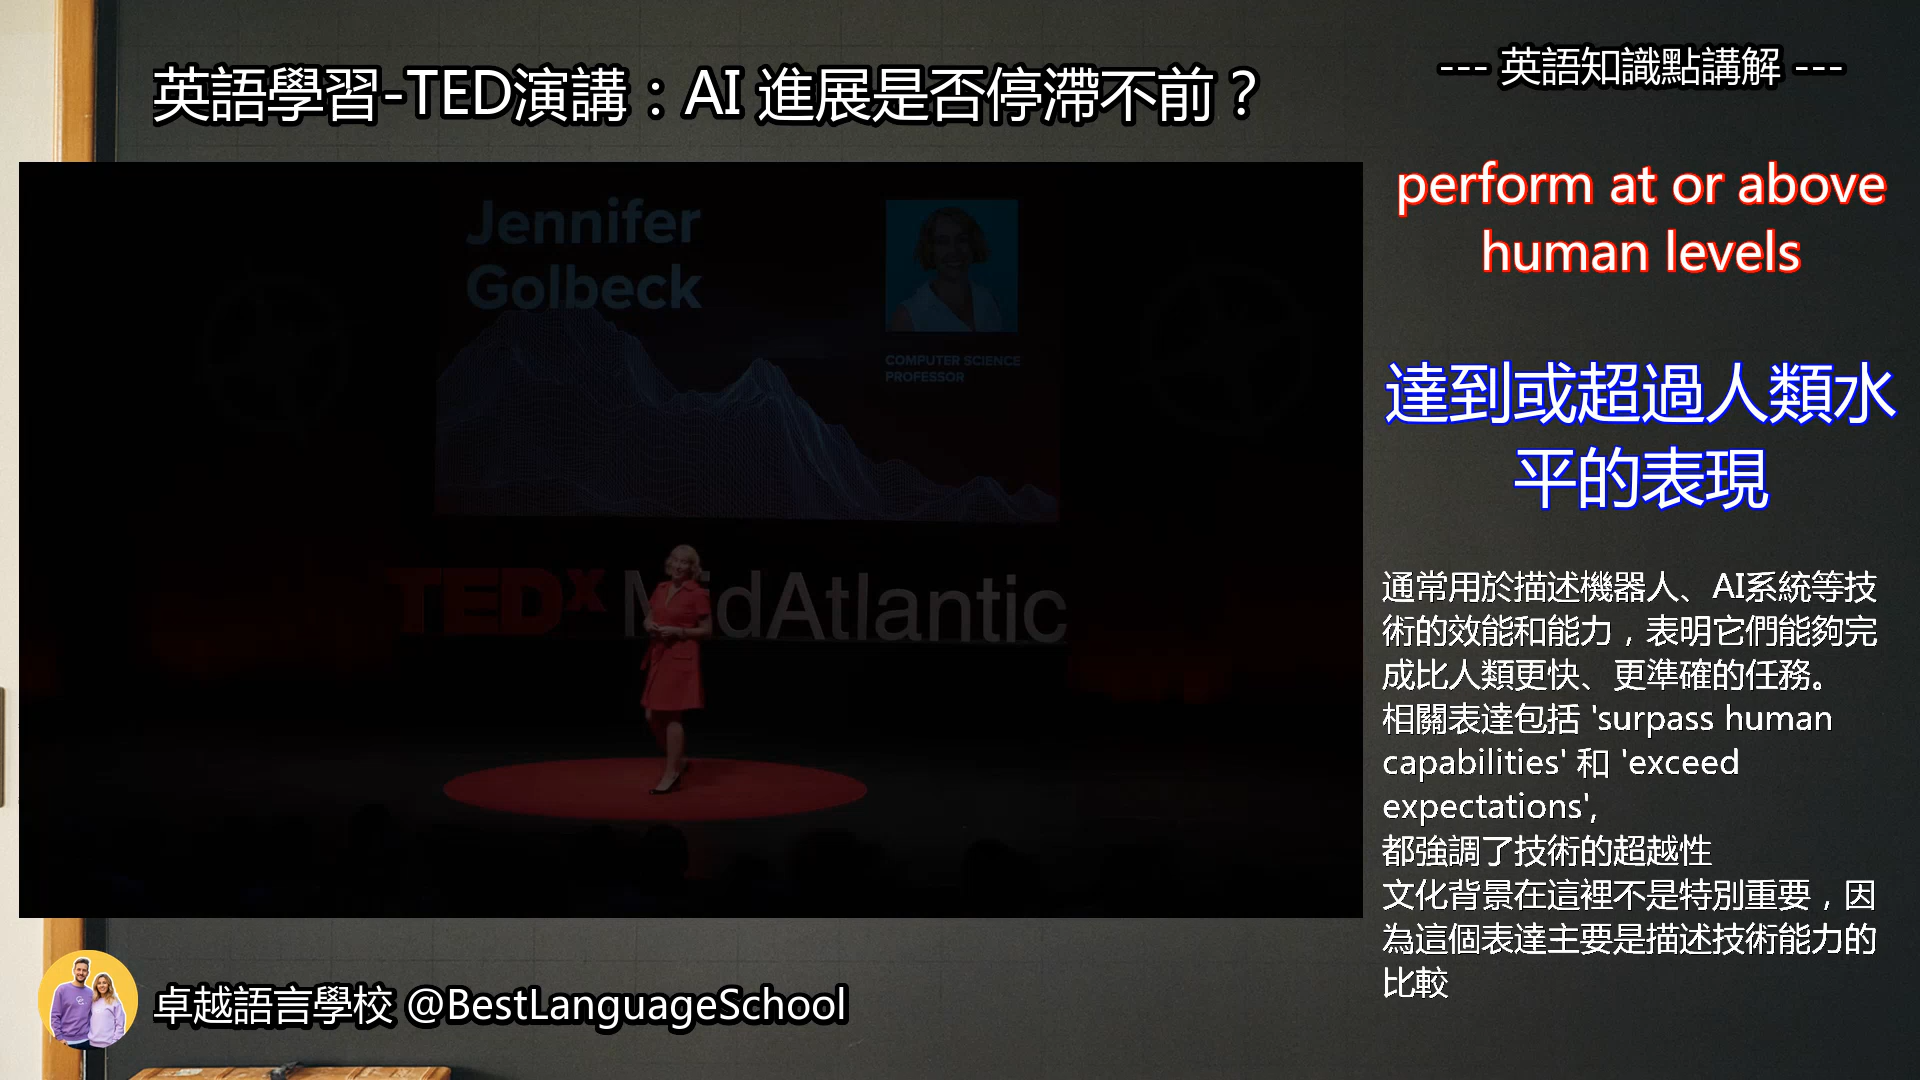 英語學習-TED演講：AI 進展是否停滯不前？
--- 英語知識點講解 ---
Jennifer
Golbeck
COMPUTER SCIENCE
PROFESSOR
TEDx MidAtlantic
perform at or above
human levels
達到或超過人類水
平的表現
通常用於描述機器人、AI系統等技
術的效能和能力，表明它們能夠完
成比人類更快、更準確的任務。
相關表達包括 'surpass human
capabilities' 和 'exceed
expectations',
都強調了技術的超越性
文化背景在這裡不是特別重要，因
為這個表達主要是描述技術能力的
比較
卓越語言學校 @BestLanguageSchool